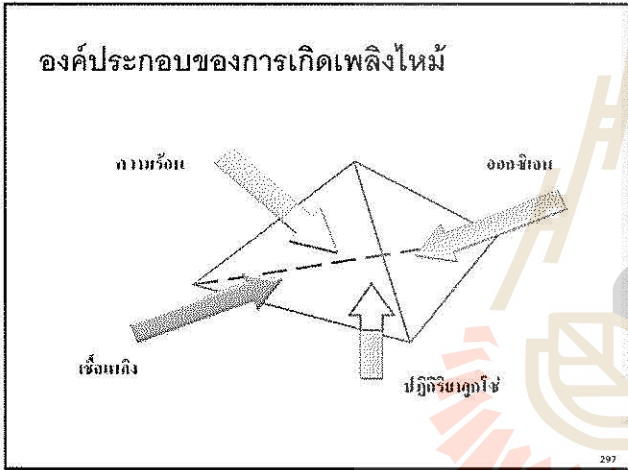 องค์ประกอบของการเกิดเพลิงไหม้
ความร้อน
ออกซิเจน
เชื้อเพลิง
ปฏิกิริยาลูกโซ่
297